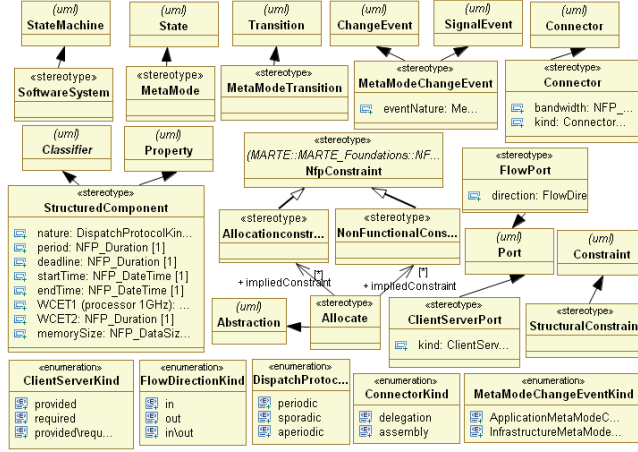 (uml)
StateMachine
(uml)
State
(uml)
Transition
(uml)
ChangeEvent
(uml)
SignalEvent
(uml)
Connector
«stereotype»
SoftwareSystem
«stereotype»
MetaMode
«stereotype»
MetaModeTransition
«stereotype»
MetaModeChangeEvent
eventNature: Me...
«stereotype»
Connector
bandwidth: NFP_...
kind: Connector...
(uml)
Classifier
(uml)
Property
«stereotype»
(MARTE::MARTE_Foundations::NF...
NfpConstraint
«stereotype»
FlowPort
direction: FlowDire
«stereotype»
StructuredComponent
nature: DispatchProtocolKin...
period: NFP_Duration [1]
deadline: NFP_Duration [1]
startTime: NFP_DateTime [1]
endTime: NFP_DateTime [1]
WCET1 (processor 1GHz): ...
WCET2: NFP_Duration [1]
memorySize: NFP_DataSiz...
«stereotype»
Allocationconstr...
«stereotype»
NonFunctionalCons...
(uml)
Port
(uml)
Constraint
[*]
[*]
+ impliedConstraint
+ impliedConstraint
(uml)
Abstraction
«stereotype»
Allocate
«stereotype»
ClientServerPort
kind: ClientServ...
«stereotype»
StructuralConstraint
«enumeration»
ClientServerKind
provided
required
provided\requ...
«enumeration»
FlowDirectionKind
in
out
in\out
«enumeration»
DispatchProtoc...
periodic
sporadic
aperiodic
«enumeration»
ConnectorKind
delegation
assembly
«enumeration»
MetaModeChangeEventKind
ApplicationMetaModeC...
InfrastructureMetaMode...